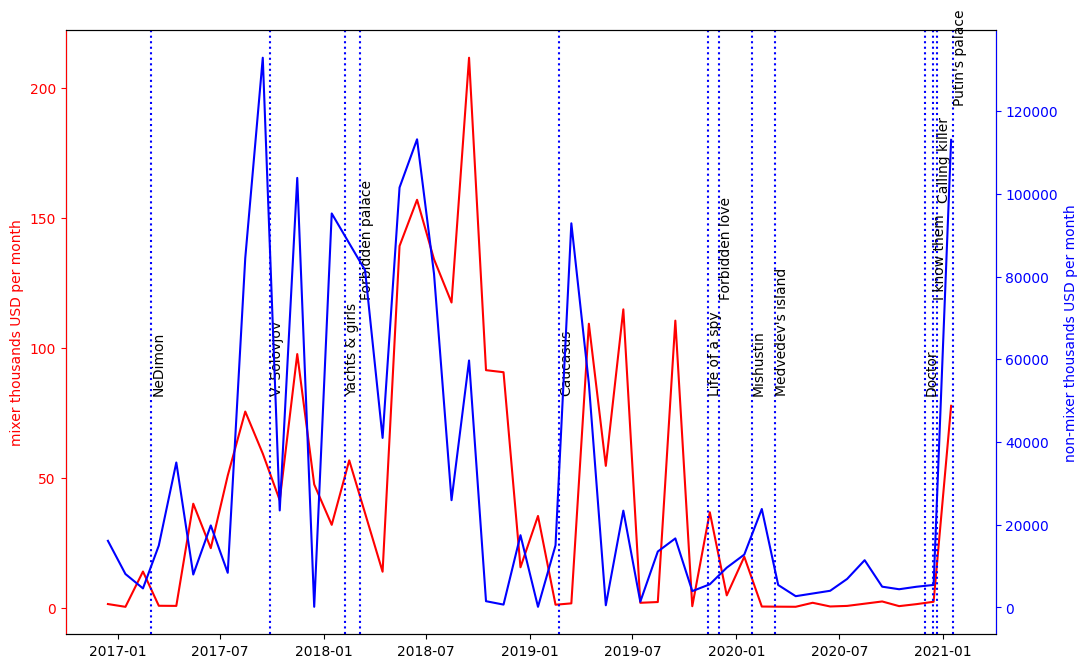 mixer thousands USD per month
200
150
100
50
0
NeDimon
V. Solovjov
Yachts & girls
Forbidden palace
Caucasus
Life of a spy
Forbidden love
Mishustin
Medvedev's island
Doctor
I know them
Calling killer
Putin's palace
120000
100000
80000
60000
40000
20000
0
non-mixer thousands USD per month
2017-01
2017-07
2018-01
2018-07
2019-01
2019-07
2020-01
2020-07
2021-01